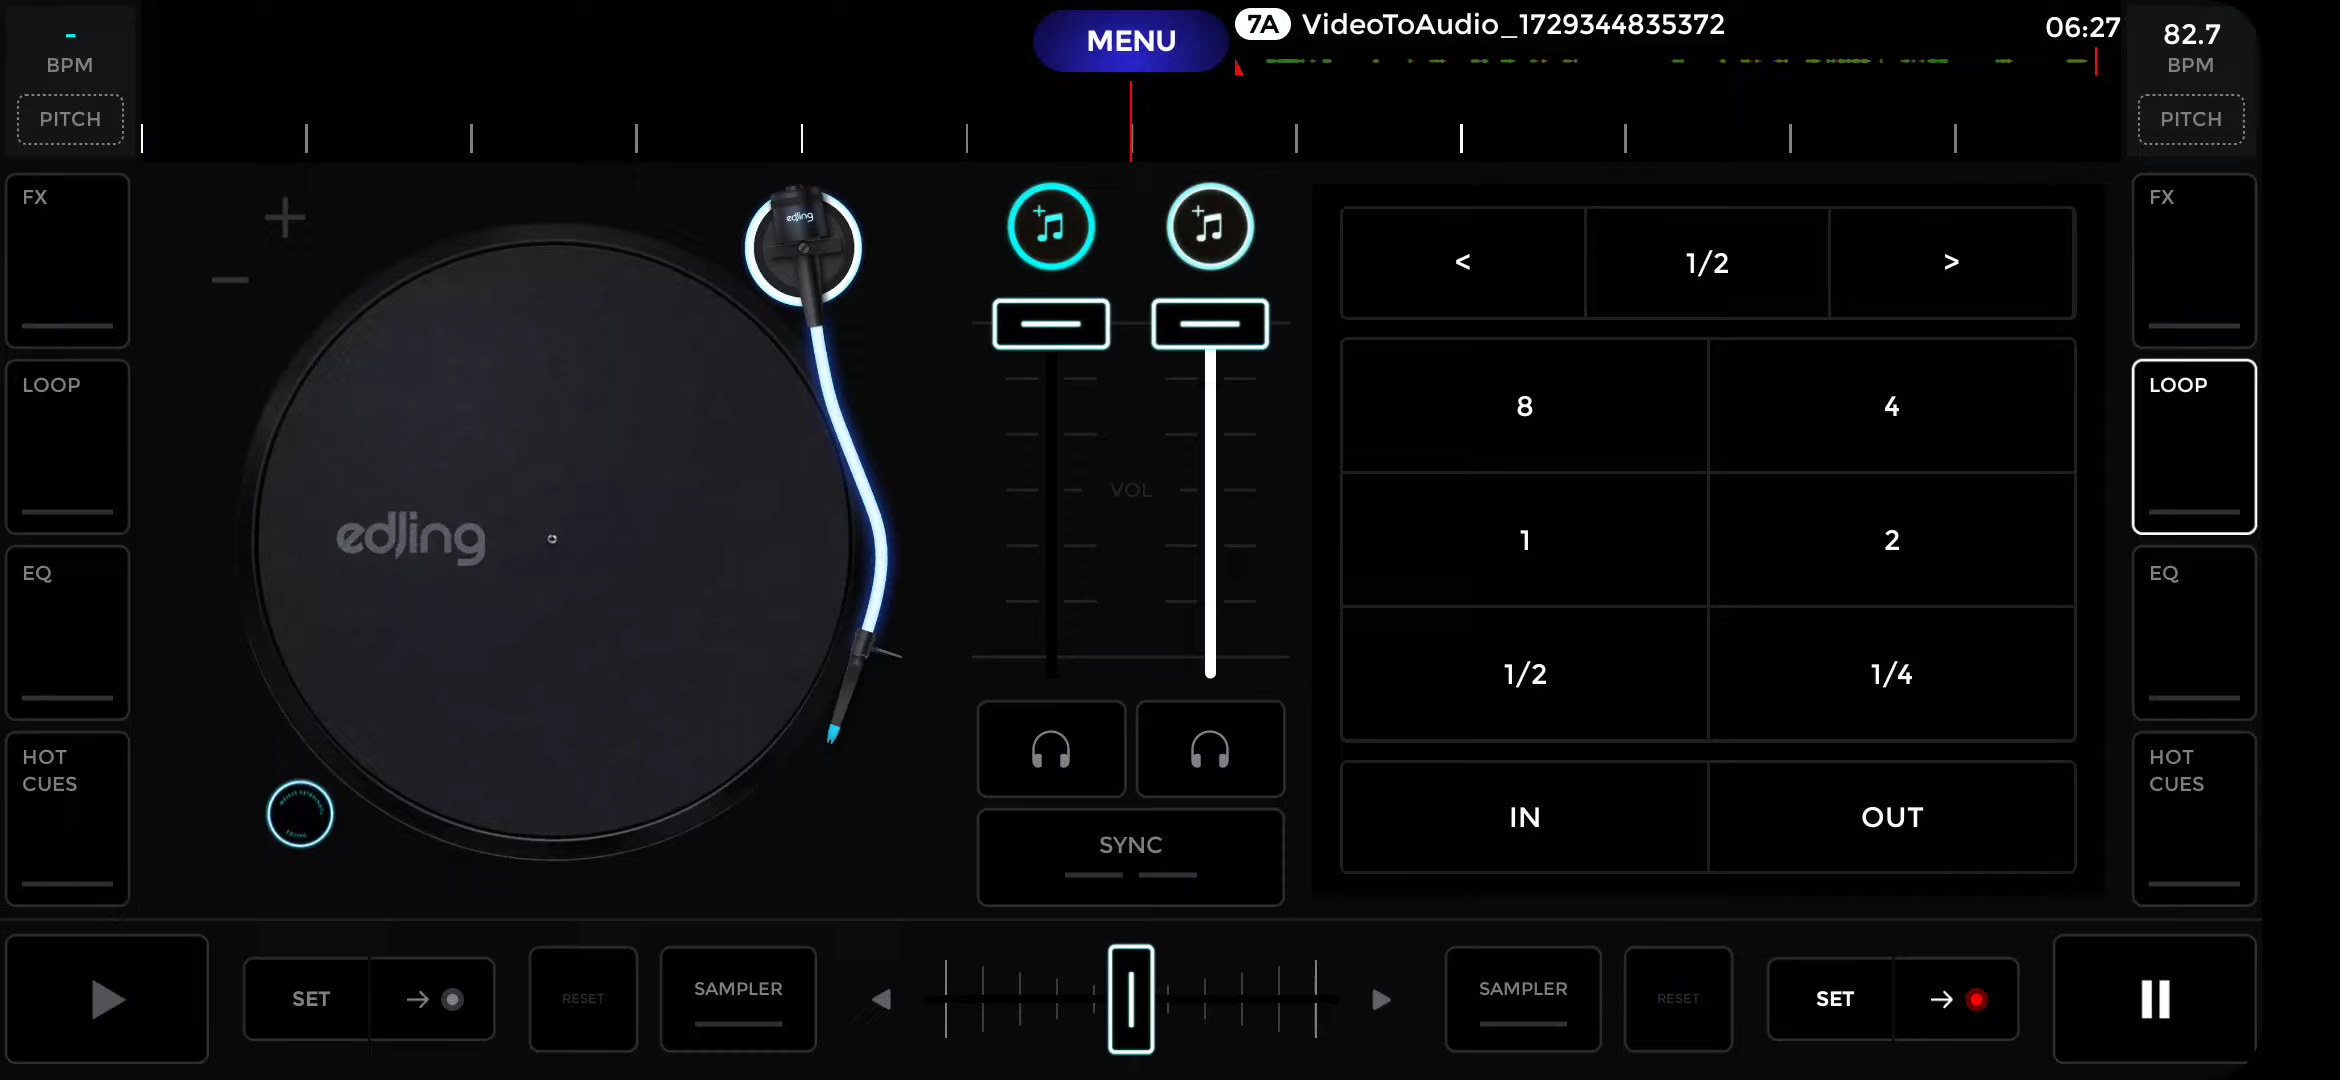 -
BPM
PITCH
MENU
7A VideoToAudio_1729344835372
06:27
82.7
BPM
PITCH
FX
LOOP
EQ
HOT
CUES
edjing
edjing
VOL
SYNC
< 1/2 >
8 4
1 2
1/2 1/4
IN OUT
FX
LOOP
EQ
HOT
CUES
SET
RESET
SAMPLER
SAMPLER
RESET
SET